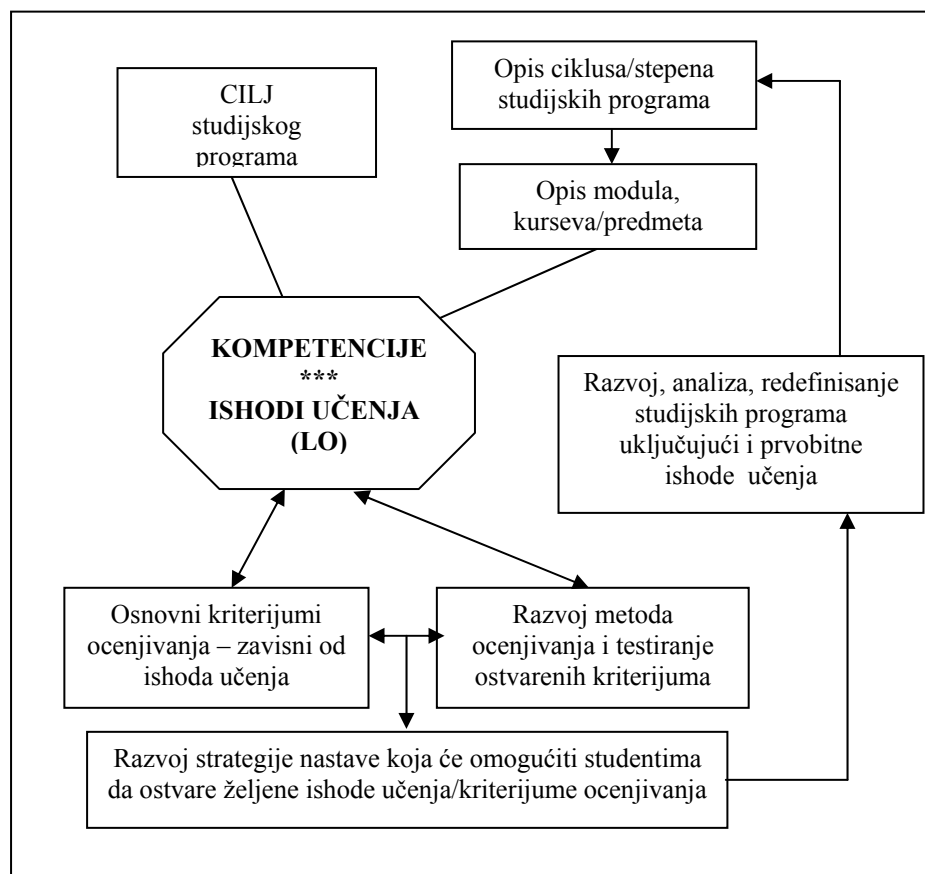 CILJ
studijskog
programa
Opis ciklusa/stepena
studijskih programa
Opis modula,
kurseva/predmeta
KOMPETENCIJE
***
ISHODI UČENJA
(LO)
Razvoj, analiza, redefinisanje
studijskih programa
uključujući i prvobitne
ishode učenja
Osnovni kriterijumi
ocenjivanja – zavisni od
ishoda učenja
Razvoj metoda
ocenjivanja i testiranje
ostvarenih kriterijuma
Razvoj strategije nastave koja će omogućiti studentima
da ostvare željene ishode učenja/kriterijume ocenjivanja